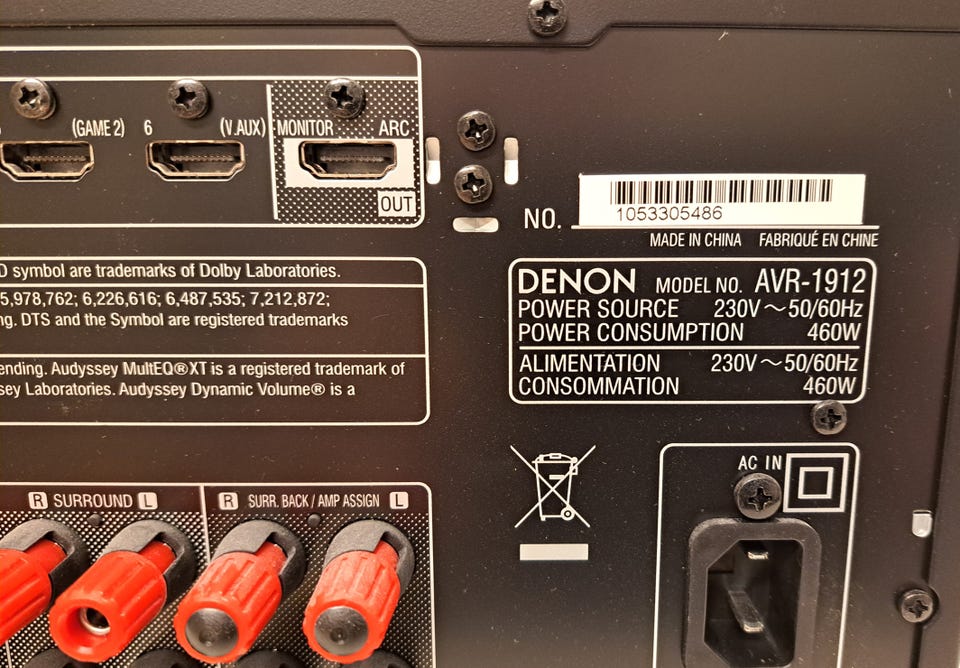 (GAME 2)
6
(V.AUX)
MONITOR
ARC
OUT
NO.
1053305486
MADE IN CHINA FABRIQUÉ EN CHINE
D symbol are trademarks of Dolby Laboratories.
5,978,762; 6,226,616; 6,487,535; 7,212,872;
ng. DTS and the Symbol are registered trademarks
ending. Audyssey MultEQ®XT is a registered trademark of
sey Laboratories. Audyssey Dynamic Volume® is a
DENON MODEL NO. AVR-1912
POWER SOURCE 230V~50/60Hz
POWER CONSUMPTION 460W
ALIMENTATION 230V~50/60Hz
CONSOMMATION 460W
AC IN
R SURROUND L
R SURR. BACK / AMP ASSIGN L